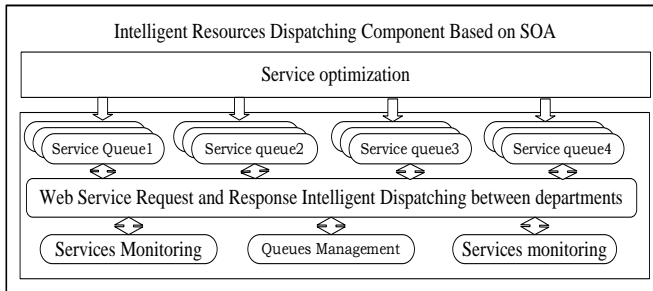 Intelligent Resources Dispatching Component Based on SOA
Service optimization
Service Queue1
Service queue2
Service queue3
Service queue4
Web Service Request and Response Intelligent Dispatching between departments
Services Monitoring
Queues Management
Services monitoring